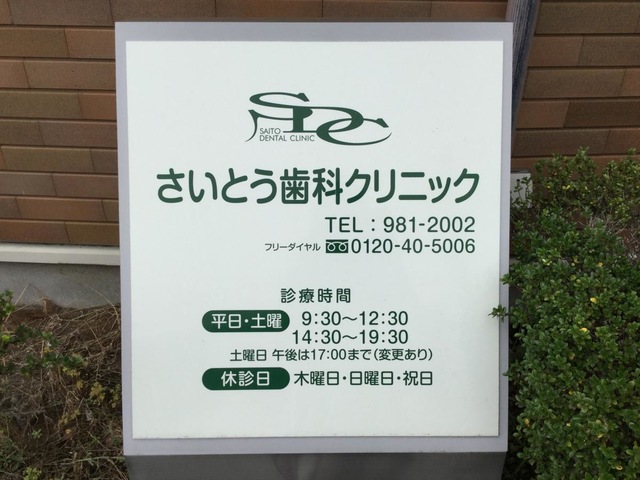 SDC
SAITO
DENTAL CLINIC
さいとう歯科クリニック
TEL：981-2002
フリーダイヤル 0120-40-5006
診療時間
平日・土曜 9:30～12:30
14:30～19:30
土曜日 午後は17:00まで（変更あり）
休診日 木曜日・日曜日・祝日